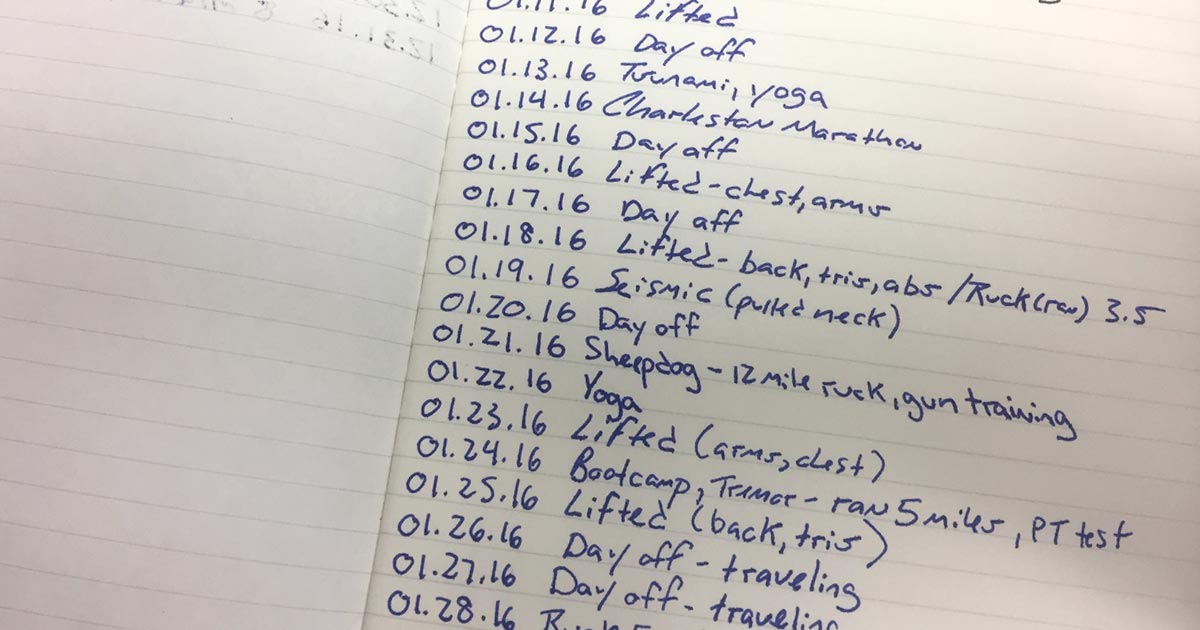 01.11.16 Lifted
01.12.16 Day off
01.13.16 Tsunami, yoga
01.14.16 Charleston Marathon
01.15.16 Day off
01.16.16 Lifted - chest, arms
01.17.16 Day off
01.18.16 Lifted - back, tris, abs / Ruck (ran) 3.5
01.19.16 Seismic (pulled neck)
01.20.16 Day off
01.21.16 Sheepdog - 12 mile ruck, gun training
01.22.16 Yoga
01.23.16 Lifted (arms, chest)
01.24.16 Bootcamp, Tremor - ran 5 miles, PT test
01.25.16 Lifted (back, tris)
01.26.16 Day off - traveling
01.27.16 Day off - traveling
01.28.16
12.31.16